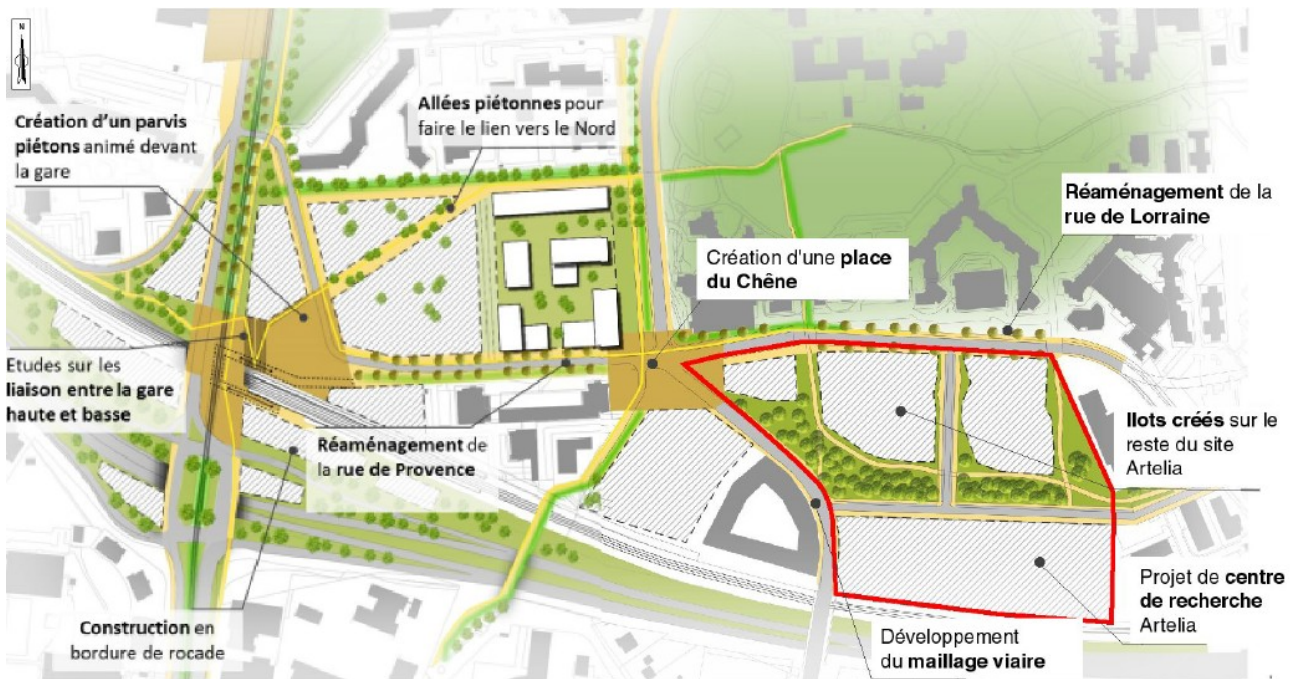 N
Création d'un parvis
piétons animé devant
la gare
Allées piétonnes pour
faire le lien vers le Nord
Réaménagement de la
rue de Lorraine
Création d'une place
du Chêne
Etudes sur les
liaison entre la gare
haute et basse
Réaménagement de
la rue de Provence
Ilots créés sur le
reste du site
Artelia
Projet de centre
de recherche
Artelia
Construction en
bordure de rocade
Développement
du maillage viaire